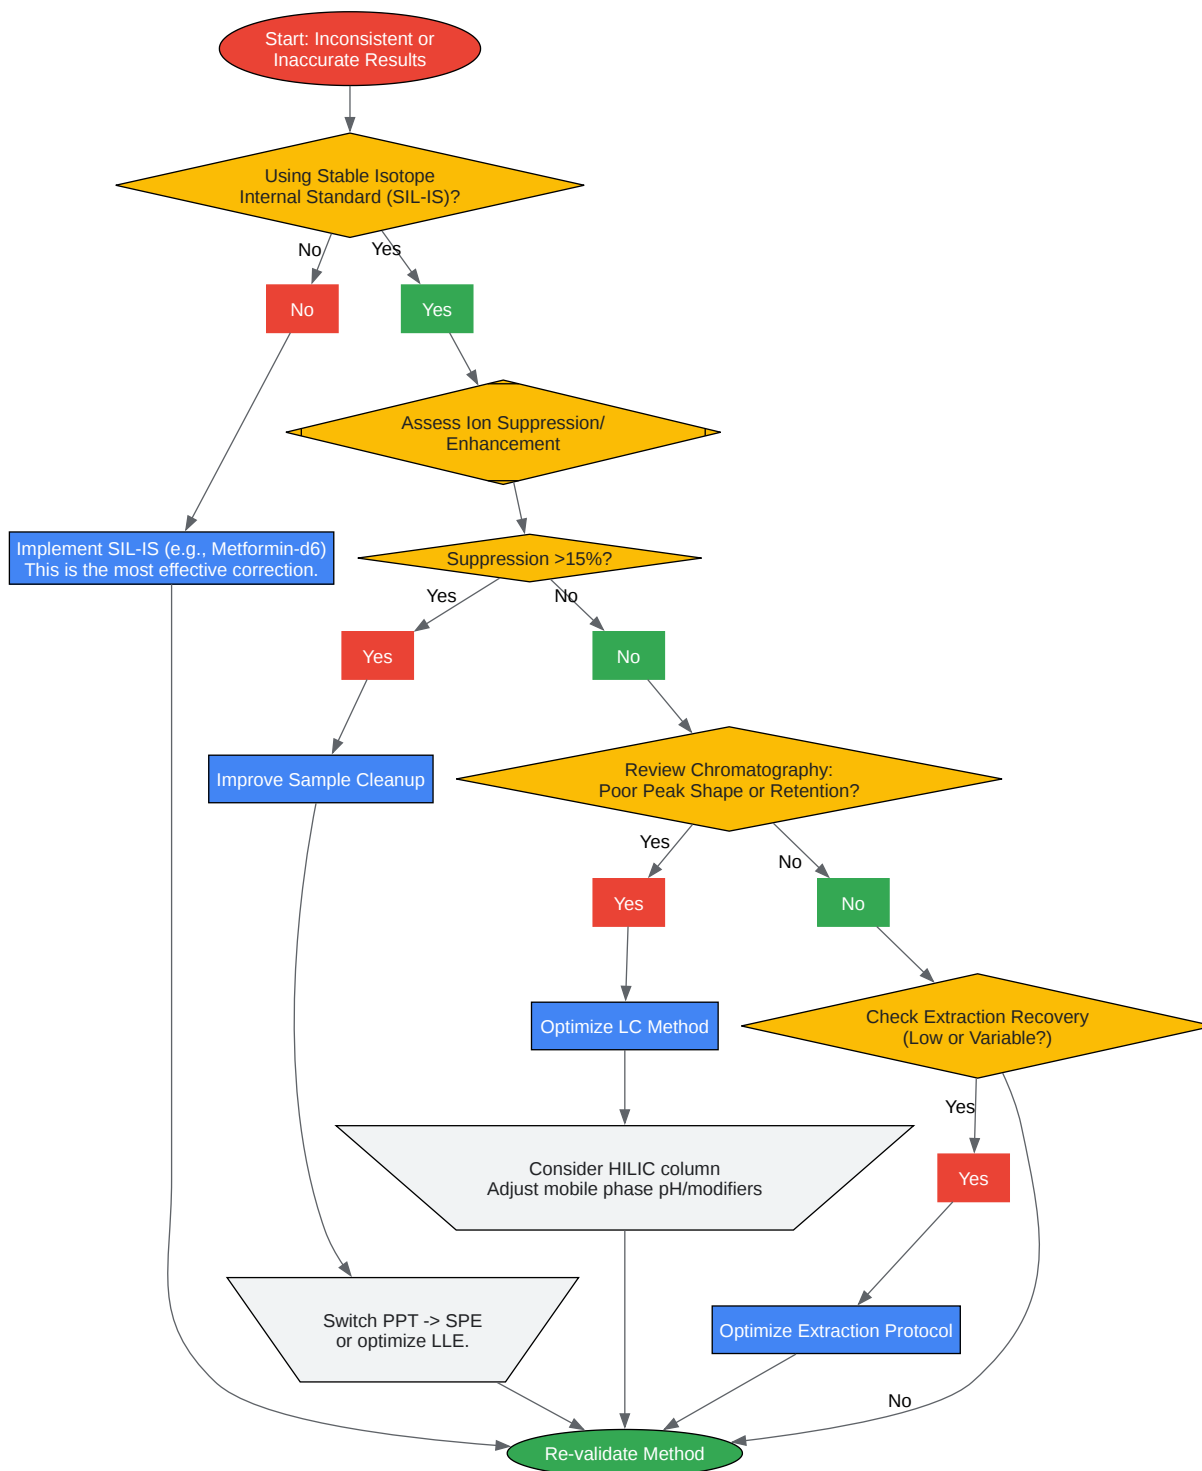 Start: Inconsistent or
Inaccurate Results
Using Stable Isotope
Internal Standard (SIL-IS)?
No
Yes
No
Yes
Assess Ion Suppression/
Enhancement
Implement SIL-IS (e.g., Metformin-d6)
This is the most effective correction.
Suppression >15%?
Yes
No
Yes
No
Improve Sample Cleanup
Review Chromatography:
Poor Peak Shape or Retention?
Yes
No
Yes
No
Optimize LC Method
Check Extraction Recovery
(Low or Variable?)
Yes
Consider HILIC column
Adjust mobile phase pH/modifiers
Yes
Switch PPT -> SPE
or optimize LLE.
Optimize Extraction Protocol
No
Re-validate Method